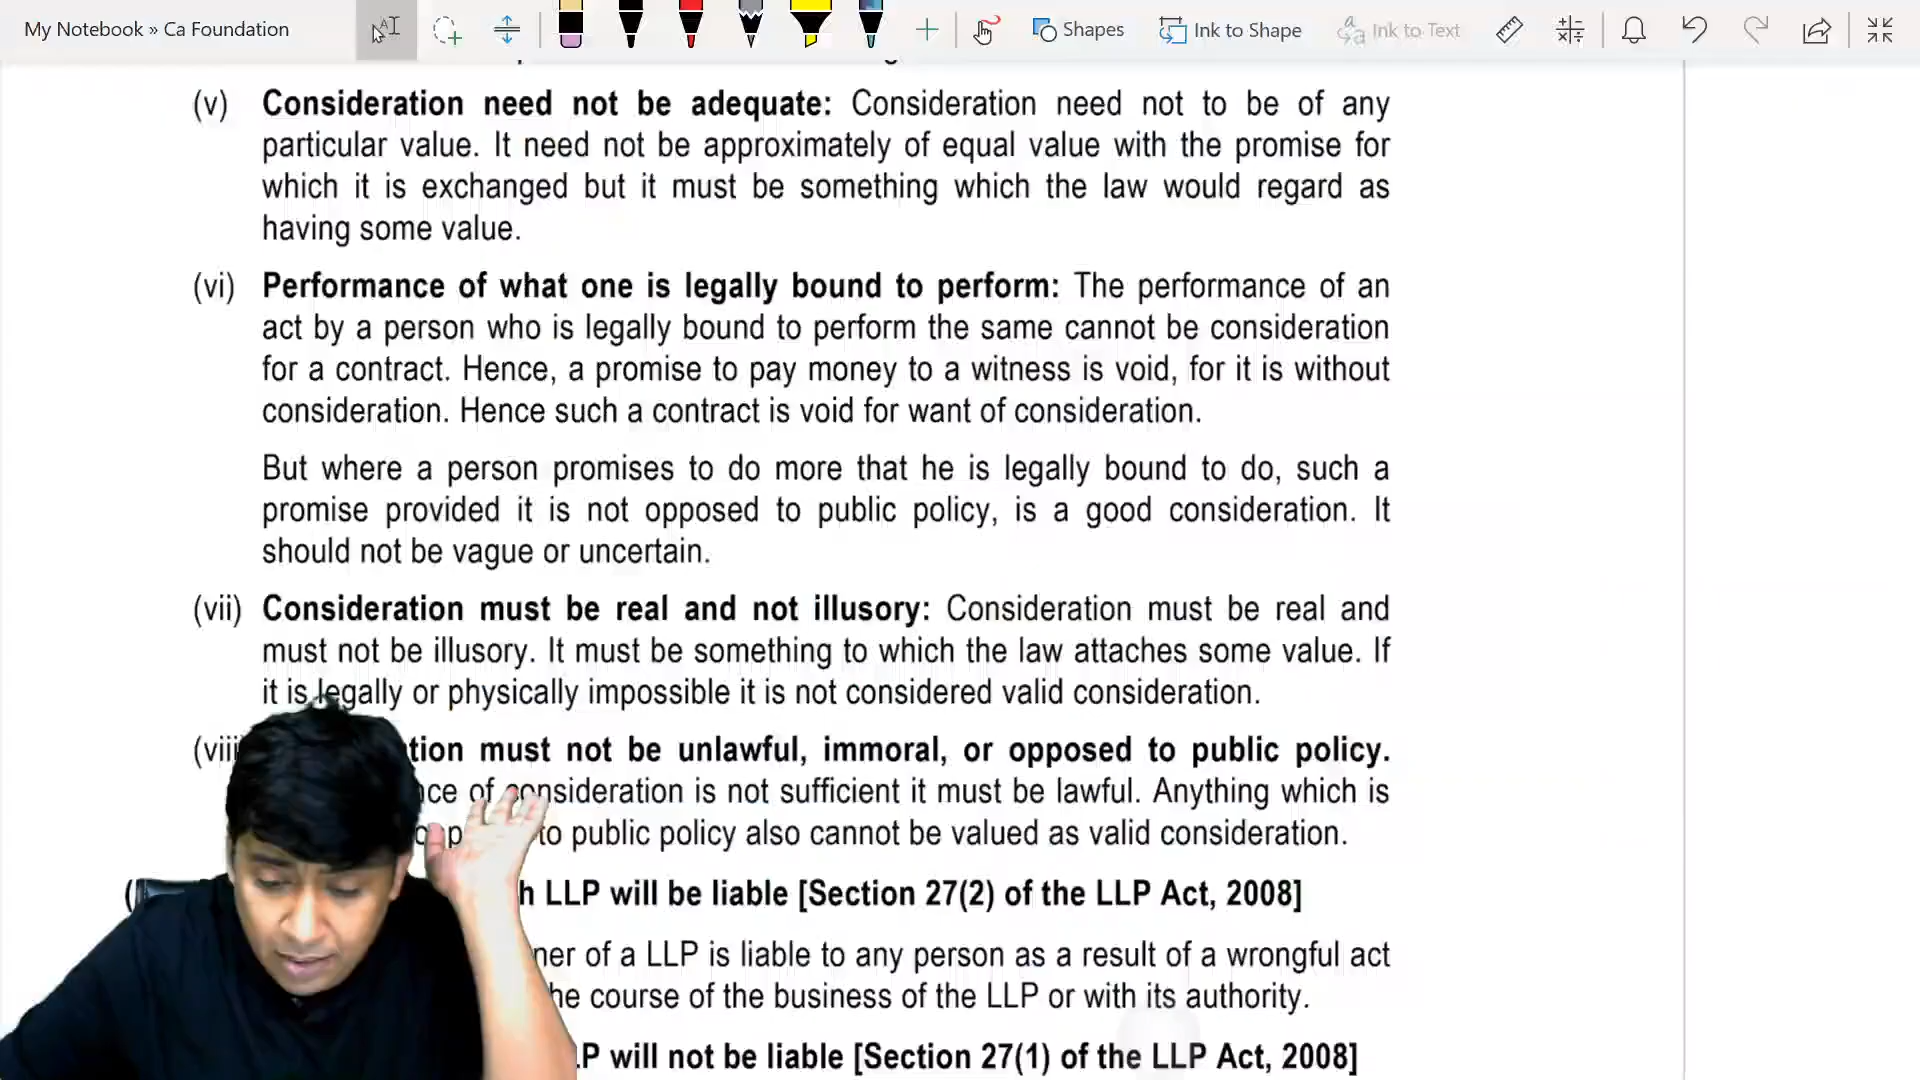 My Notebook » Ca Foundation
Shapes
Ink to Shape
Ink to Text
(v) Consideration need not be adequate: Consideration need not to be of any
particular value. It need not be approximately of equal value with the promise for
which it is exchanged but it must be something which the law would regard as
having some value.
(vi) Performance of what one is legally bound to perform: The performance of an
act by a person who is legally bound to perform the same cannot be consideration
for a contract. Hence, a promise to pay money to a witness is void, for it is without
consideration. Hence such a contract is void for want of consideration.
But where a person promises to do more that he is legally bound to do, such a
promise provided it is not opposed to public policy, is a good consideration. It
should not be vague or uncertain.
(vii) Consideration must be real and not illusory: Consideration must be real and
must not be illusory. It must be something to which the law attaches some value. If
it is legally or physically impossible it is not considered valid consideration.
(viii tion must not be unlawful, immoral, or opposed to public policy.
of consideration is not sufficient it must be lawful. Anything which is
to public policy also cannot be valued as valid consideration.
LLP will be liable [Section 27(2) of the LLP Act, 2008]
ner of a LLP is liable to any person as a result of a wrongful act
he course of the business of the LLP or with its authority.
LP will not be liable [Section 27(1) of the LLP Act, 2008]